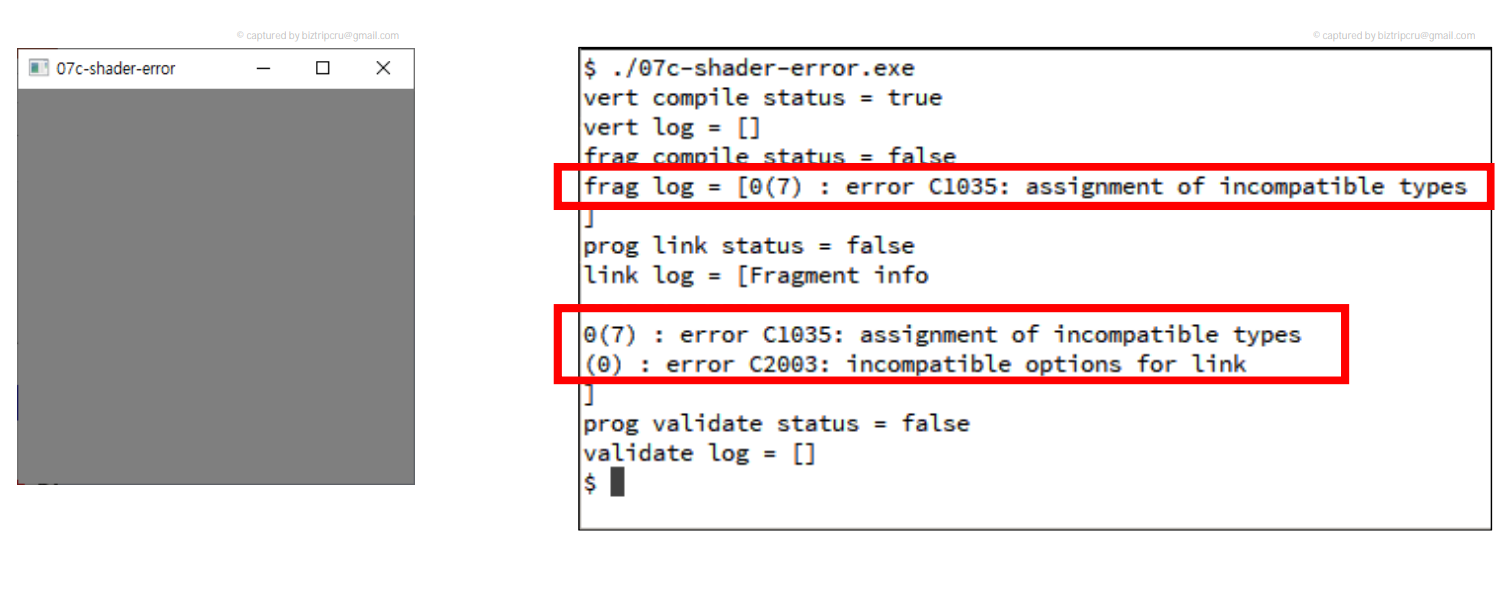 © captured by biztripcru@gmail.com
07c-shader-error
© captured by biztripcru@gmail.com
$ ./07c-shader-error.exe
vert compile status = true
vert log = []
frag compile status = false
frag log = [0(7) : error C1035: assignment of incompatible types
]
prog link status = false
link log = [Fragment info
0(7) : error C1035: assignment of incompatible types
(0) : error C2003: incompatible options for link
]
prog validate status = false
validate log = []
$